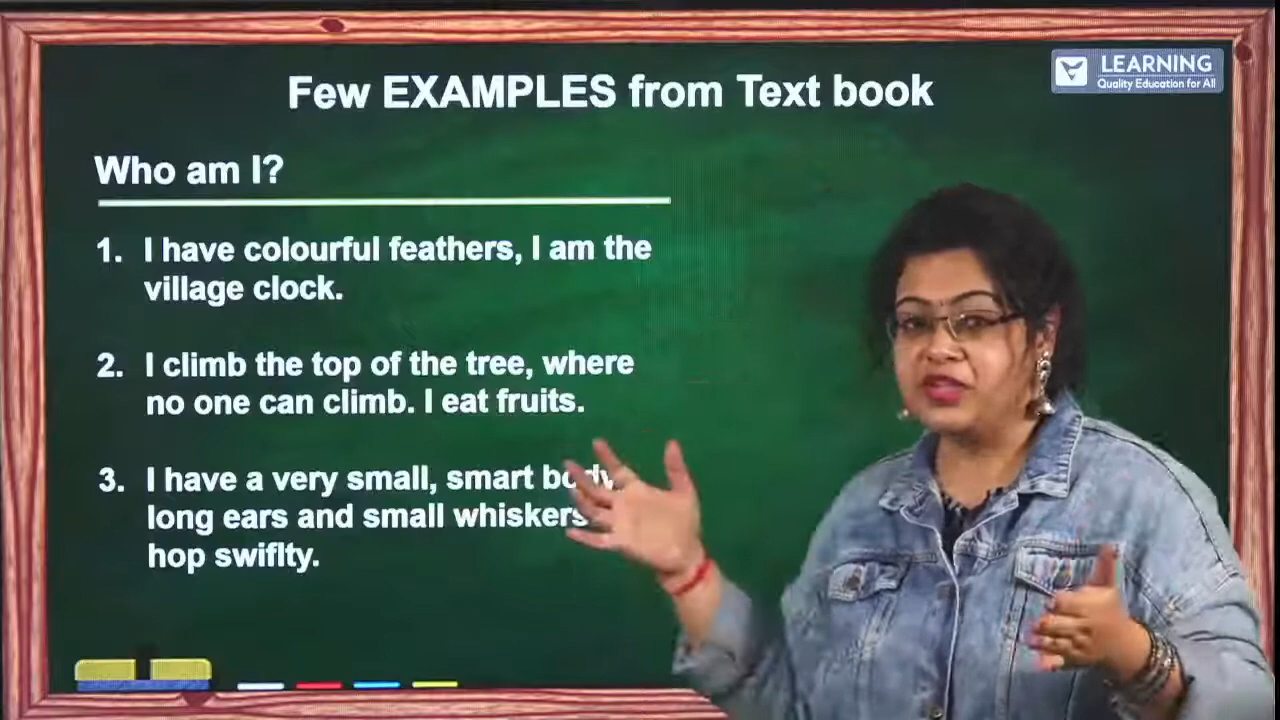 LEARNING
Quality Education for All
Few EXAMPLES from Text book
Who am I?
1. I have colourful feathers, I am the
village clock.
2. I climb the top of the tree, where
no one can climb. I eat fruits.
3. I have a very small, smart body
long ears and small whiskers
hop swiflty.